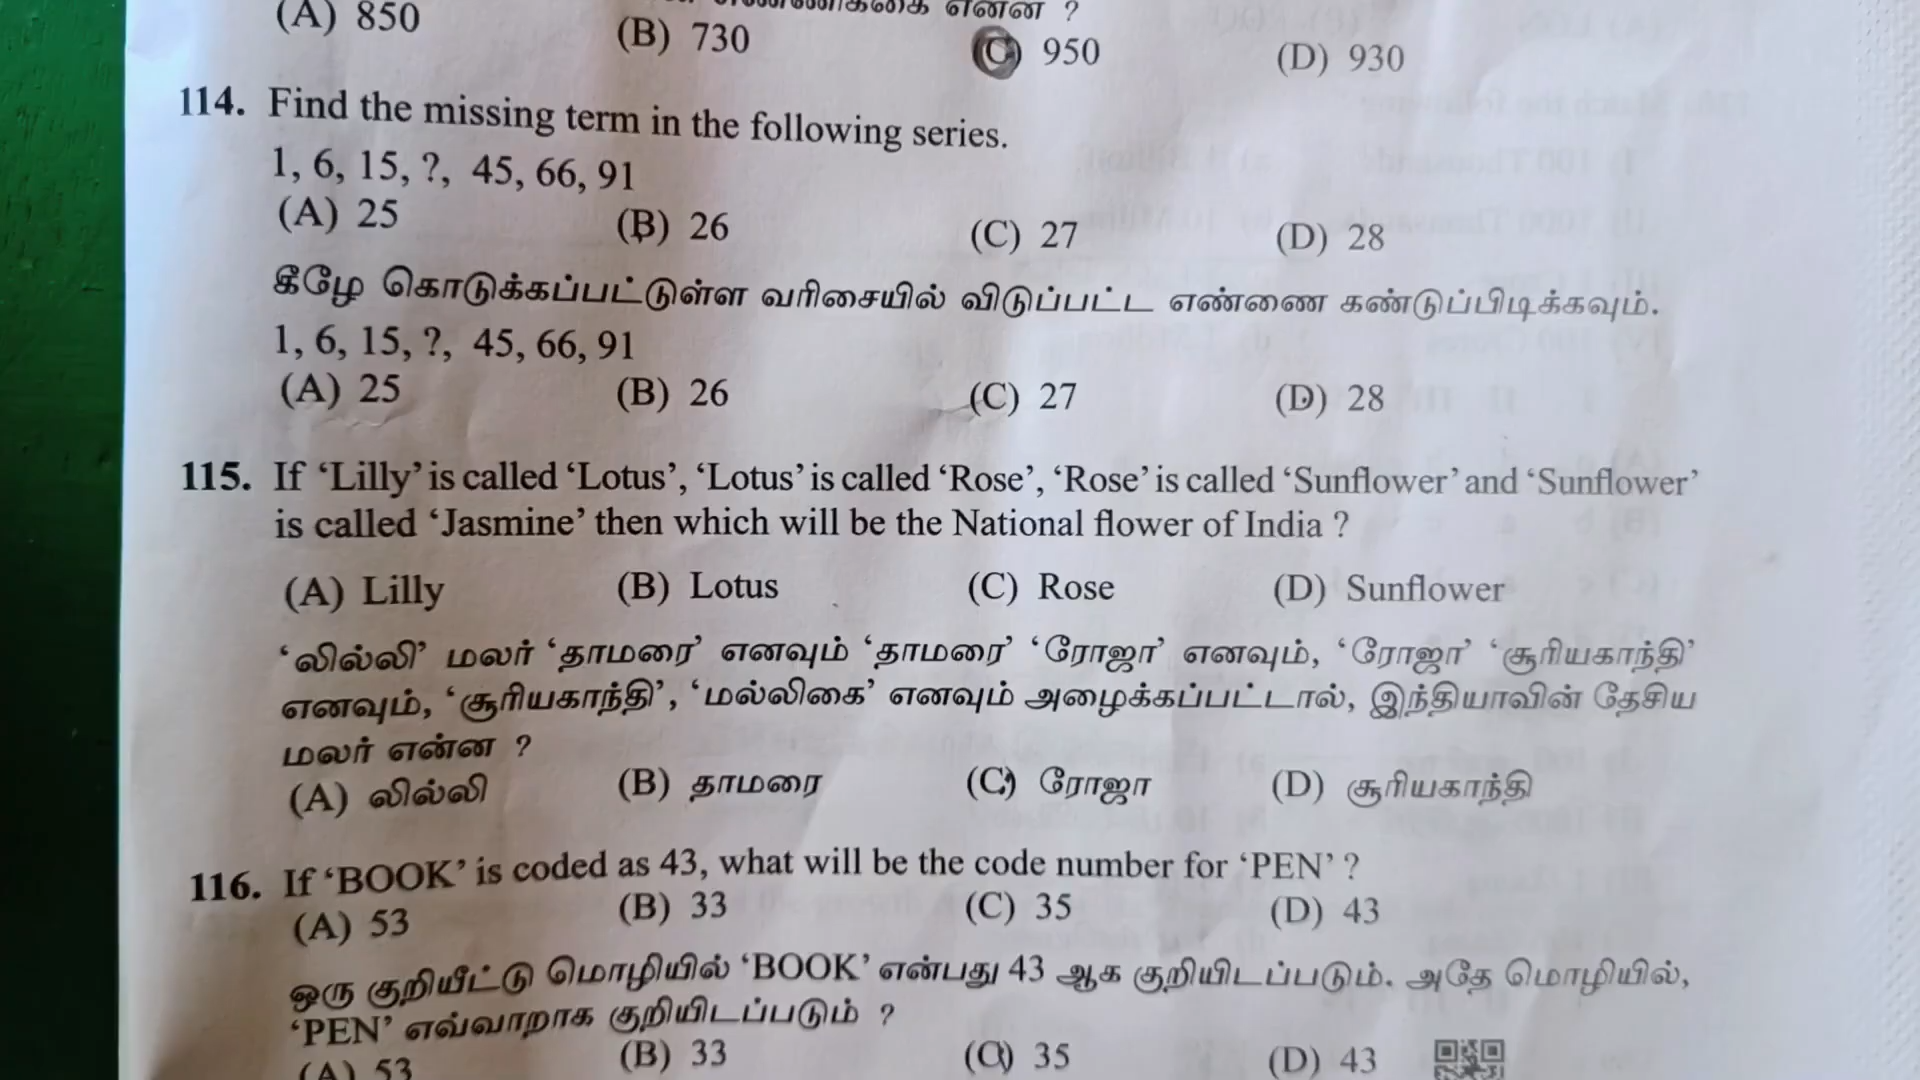 என்ன ?
(A) 850 (B) 730 (C) 950 (D) 930
114. Find the missing term in the following series.
1, 6, 15, ?, 45, 66, 91
(A) 25 (B) 26 (C) 27 (D) 28
கீழே கொடுக்கப்பட்டுள்ள வரிசையில் விடுப்பட்ட எண்ணை கண்டுப்பிடிக்கவும்.
1, 6, 15, ?, 45, 66, 91
(A) 25 (B) 26 (C) 27 (D) 28
115. If ‘Lilly’ is called ‘Lotus’, ‘Lotus’ is called ‘Rose’, ‘Rose’ is called ‘Sunflower’ and ‘Sunflower’
is called ‘Jasmine’ then which will be the National flower of India ?
(A) Lilly (B) Lotus (C) Rose (D) Sunflower
‘லில்லி’ மலர் ‘தாமரை’ எனவும் ‘தாமரை’ ‘ரோஜா’ எனவும், ‘ரோஜா’ ‘சூரியகாந்தி’
எனவும், ‘சூரியகாந்தி’, ‘மல்லிகை’ எனவும் அழைக்கப்பட்டால், இந்தியாவின் தேசிய
மலர் என்ன ?
(A) லில்லி (B) தாமரை (C) ரோஜா (D) சூரியகாந்தி
116. If ‘BOOK’ is coded as 43, what will be the code number for ‘PEN’ ?
(A) 53 (B) 33 (C) 35 (D) 43
ஒரு குறியீட்டு மொழியில் ‘BOOK’ என்பது 43 ஆக குறியிடப்படும். அதே மொழியில்,
‘PEN’ எவ்வாறாக குறியிடப்படும் ?
(A) 53 (B) 33 (C) 35 (D) 43